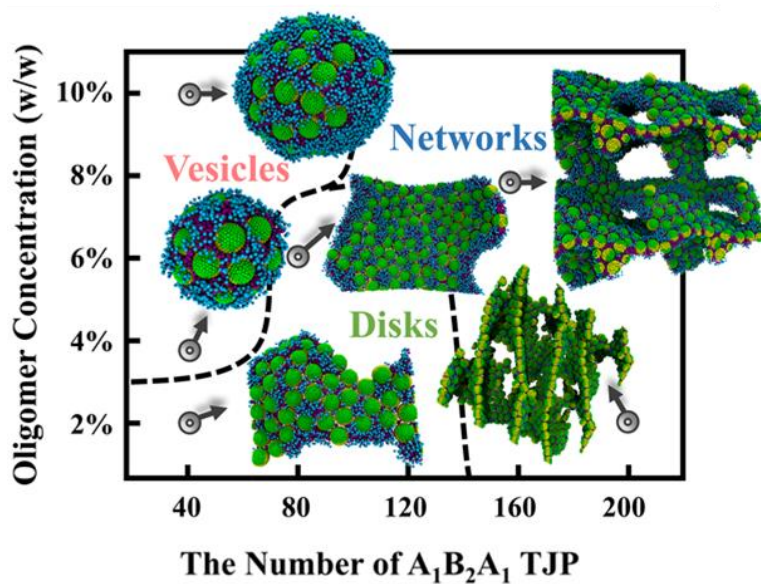 Oligomer Concentration (w/w)
10%
8%
6%
4%
2%
Vesicles
Networks
Disks
40
80
120
160
200
The Number of A₁B₂A₁ TJP